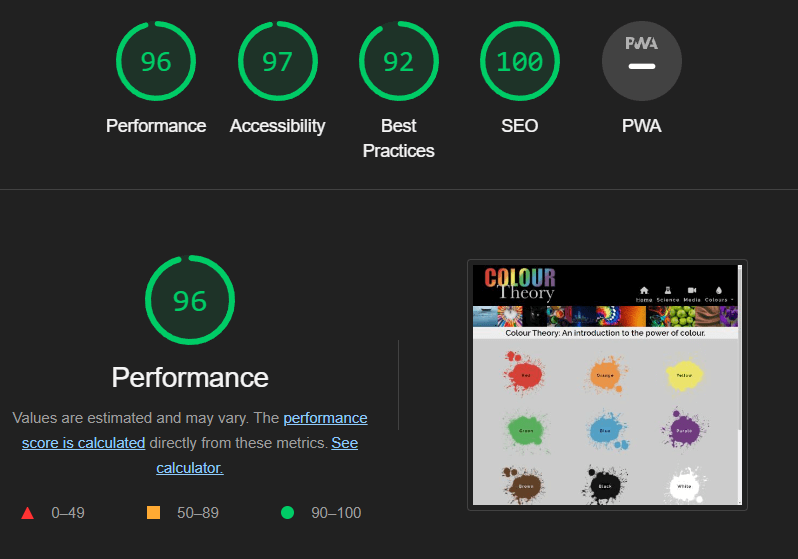 96
97
92
100
PWA
Performance
Accessibility
Best
Practices
SEO
PWA
96
Performance
Values are estimated and may vary. The performance
score is calculated directly from these metrics. See
calculator.
0–49
50–89
90–100
COLOUR
Theory
Home Science Media Colours
Colour Theory: An introduction to the power of colour.
Red
Orange
Yellow
Green
Blue
Purple
Brown
Black
White